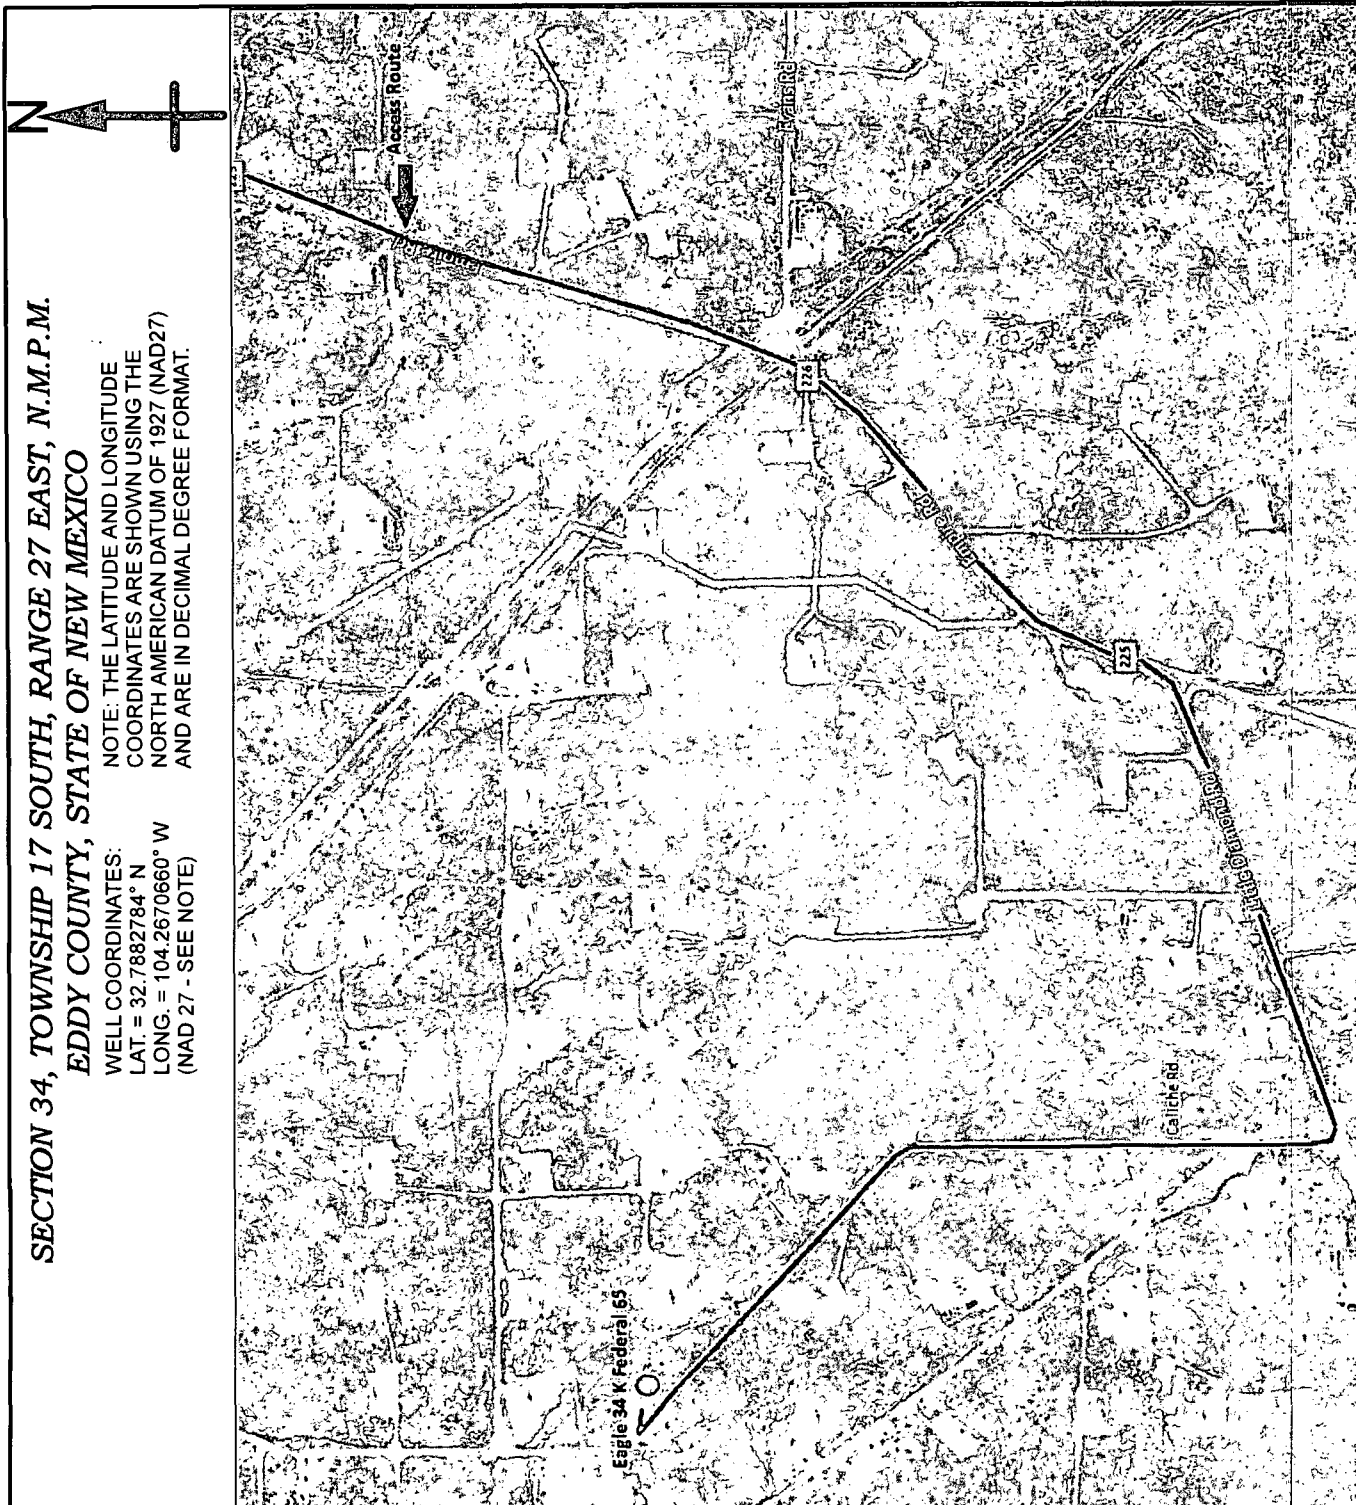 SECTION 34, TOWNSHIP 17 SOUTH, RANGE 27 EAST, N.M.P.M.
EDDY COUNTY, STATE OF NEW MEXICO
WELL COORDINATES:
LAT. = 32.7882784° N
LONG. = 104.2670660° W
(NAD 27 - SEE NOTE)
NOTE: THE LATITUDE AND LONGITUDE
COORDINATES ARE SHOWN USING THE
NORTH AMERICAN DATUM OF 1927 (NAD27)
AND ARE IN DECIMAL DEGREE FORMAT.
N
Access Route
Evans Rd
226
Empire Rd
225
Little Diamond Rd
Caliche Rd
Eagle 34 K Federal 65